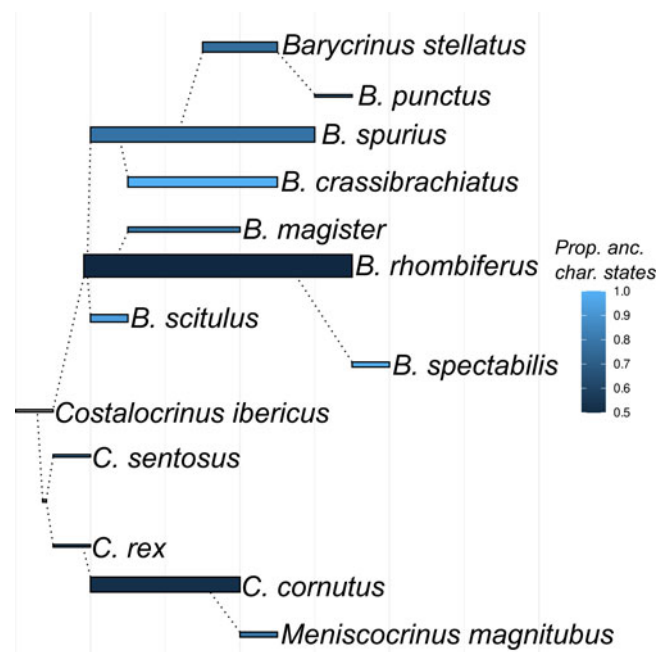 Barycrinus stellatus
B. punctus
B. spurius
B. crassibrachiatus
B. magister
B. rhombiferus
B. scitulus
B. spectabilis
Costalocrinus ibericus
C. sentosus
C. rex
C. cornutus
Meniscocrinus magnitubus
Prop. anc.
char. states
1.0
0.9
0.8
0.7
0.6
0.5